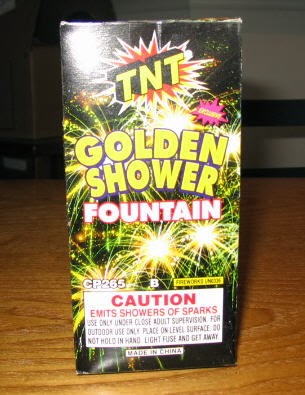 TNT
GOLDEN
SHOWER
FOUNTAIN
CP265 B FIREWORKS UN0336
CAUTION
EMITS SHOWERS OF SPARKS
USE ONLY UNDER CLOSE ADULT SUPERVISION. FOR
OUTDOOR USE ONLY. PLACE ON LEVEL SURFACE. DO
NOT HOLD IN HAND. LIGHT FUSE AND GET AWAY.
MADE IN CHINA